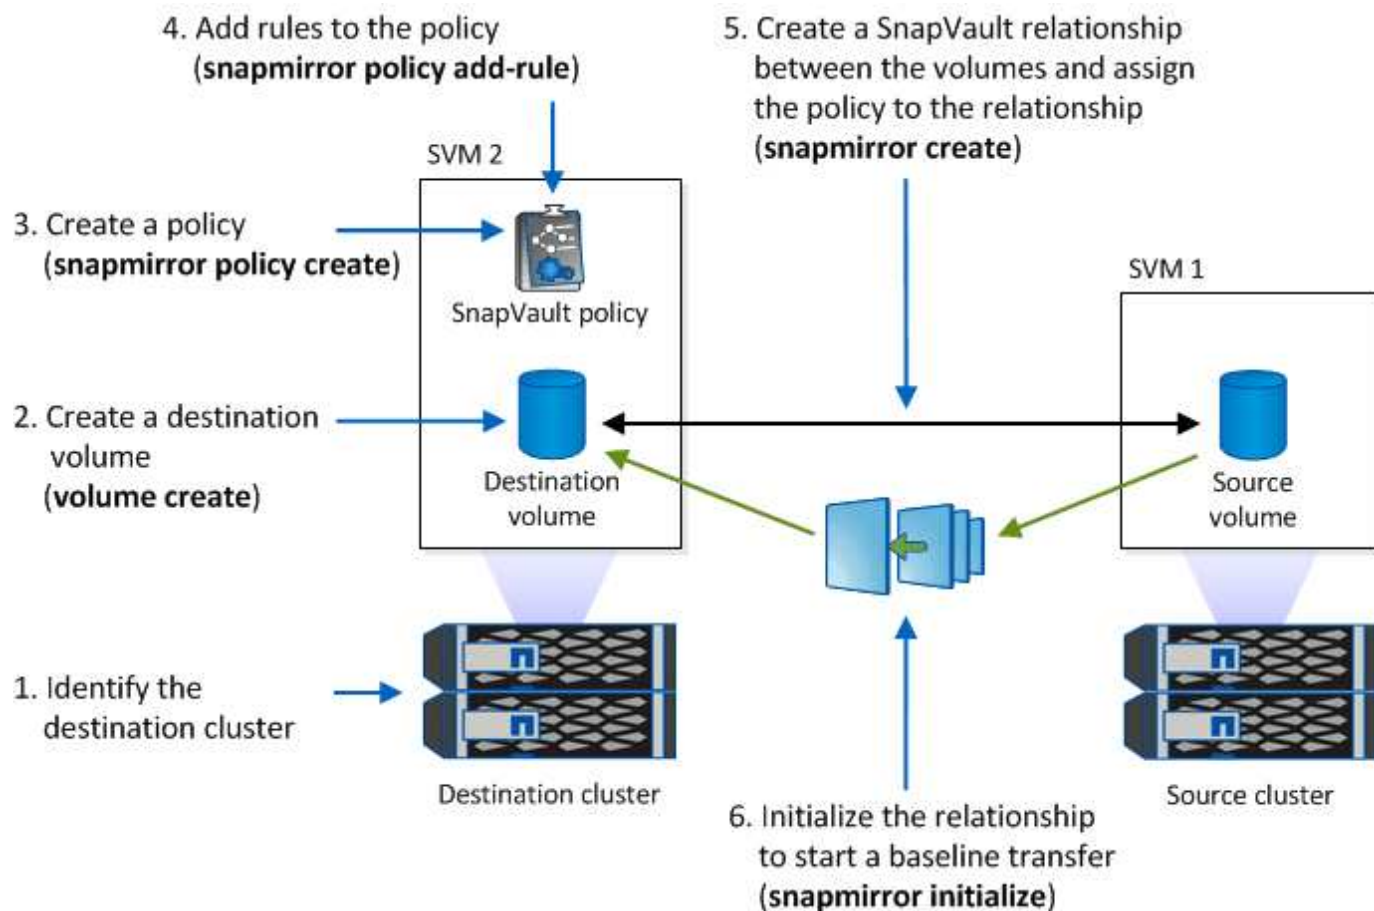 4. Add rules to the policy
(snapmirror policy add-rule)
5. Create a SnapVault relationship
between the volumes and assign
the policy to the relationship
(snapmirror create)
SVM 2
3. Create a policy
(snapmirror policy create)
SnapVault policy
SVM 1
2. Create a destination
volume
(volume create)
Destination
volume
Source
volume
1. Identify the
destination cluster
Destination cluster
Source cluster
6. Initialize the relationship
to start a baseline transfer
(snapmirror initialize)